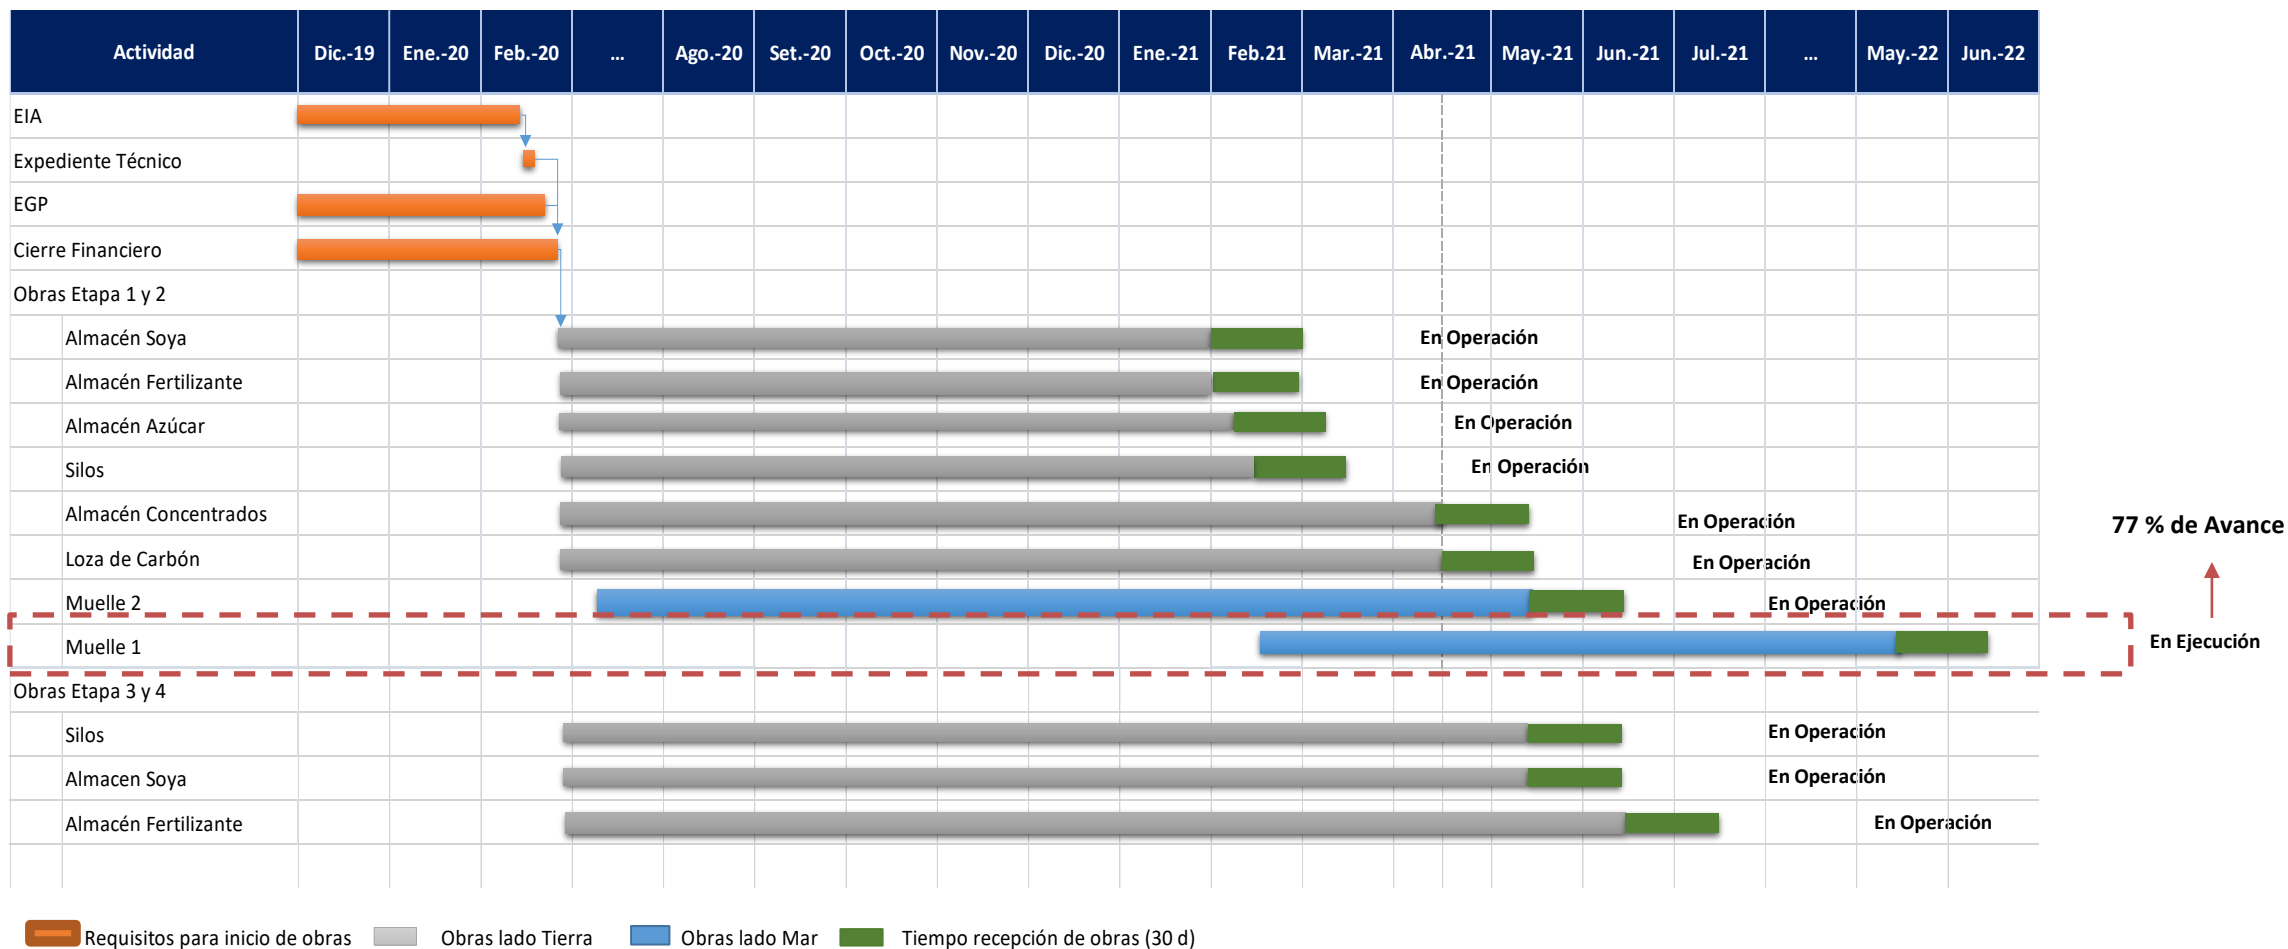 Actividad Dic.-19 Ene.-20 Feb.-20 ... Ago.-20 Set.-20 Oct.-20 Nov.-20 Dic.-20 Ene.-21 Feb.21 Mar.-21 Abr.-21 May.-21 Jun.-21 Jul.-21 ... May.-22 Jun.-22
EIA
Expediente Técnico
EGP
Cierre Financiero
Obras Etapa 1 y 2
Almacén Soya En Operación
Almacén Fertilizante En Operación
Almacén Azúcar En Operación
Silos En Operación
Almacén Concentrados En Operación
77 % de Avance
Loza de Carbón En Operación
Muelle 2 En Operación
Muelle 1 En Ejecución
Obras Etapa 3 y 4
Silos En Operación
Almacen Soya En Operación
Almacén Fertilizante En Operación
Requisitos para inicio de obras Obras lado Tierra Obras lado Mar Tiempo recepción de obras (30 d)